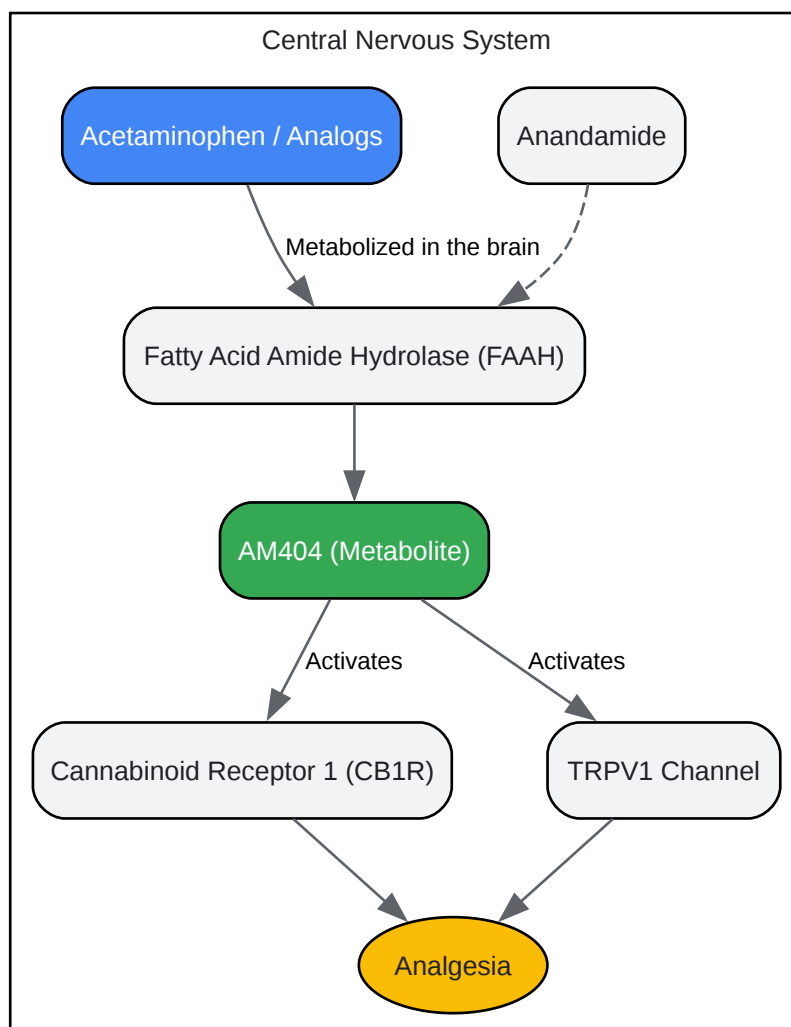 Central Nervous System
Acetaminophen / Analogs
Anandamide
Metabolized in the brain
Fatty Acid Amide Hydrolase (FAAH)
AM404 (Metabolite)
Activates
Activates
Cannabinoid Receptor 1 (CB1R)
TRPV1 Channel
Analgesia